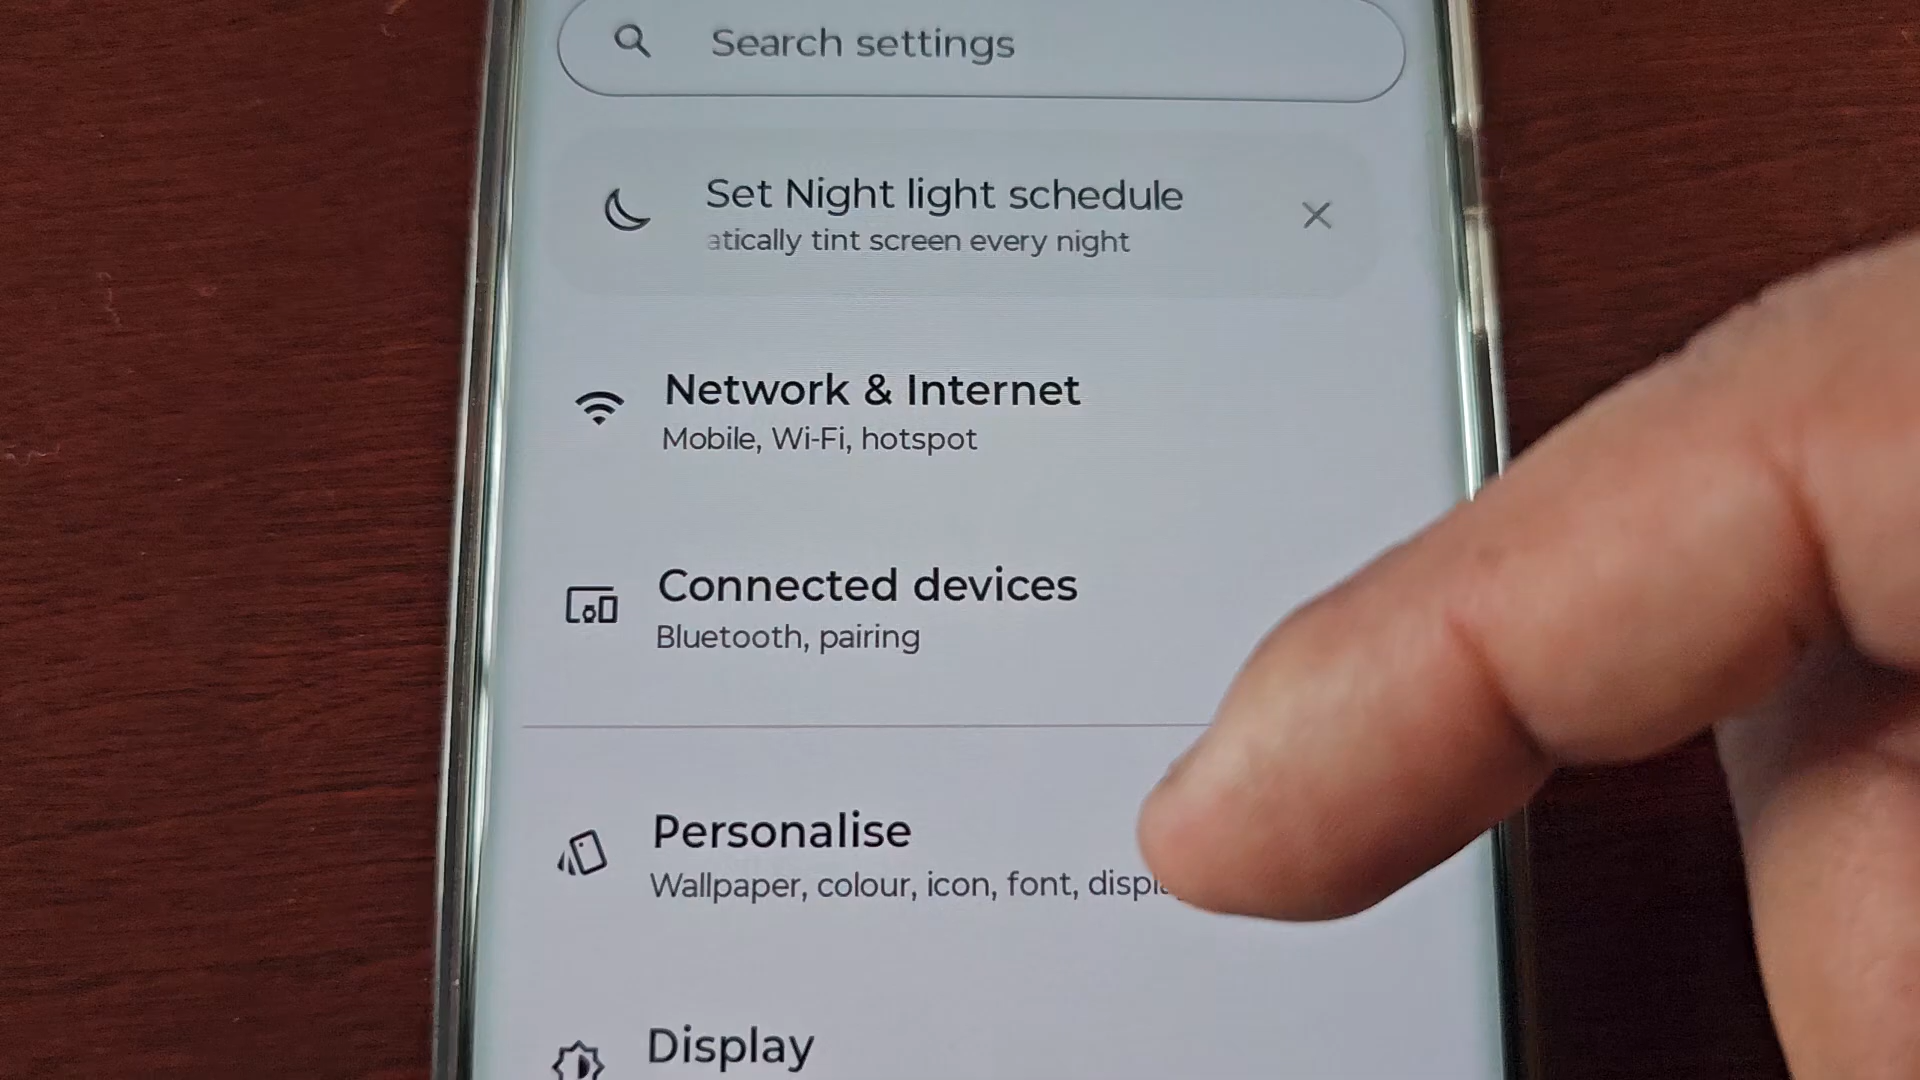 Search settings
Set Night light schedule
atically tint screen every night
Network & Internet
Mobile, Wi-Fi, hotspot
Connected devices
Bluetooth, pairing
Personalise
Wallpaper, colour, icon, font,
Display